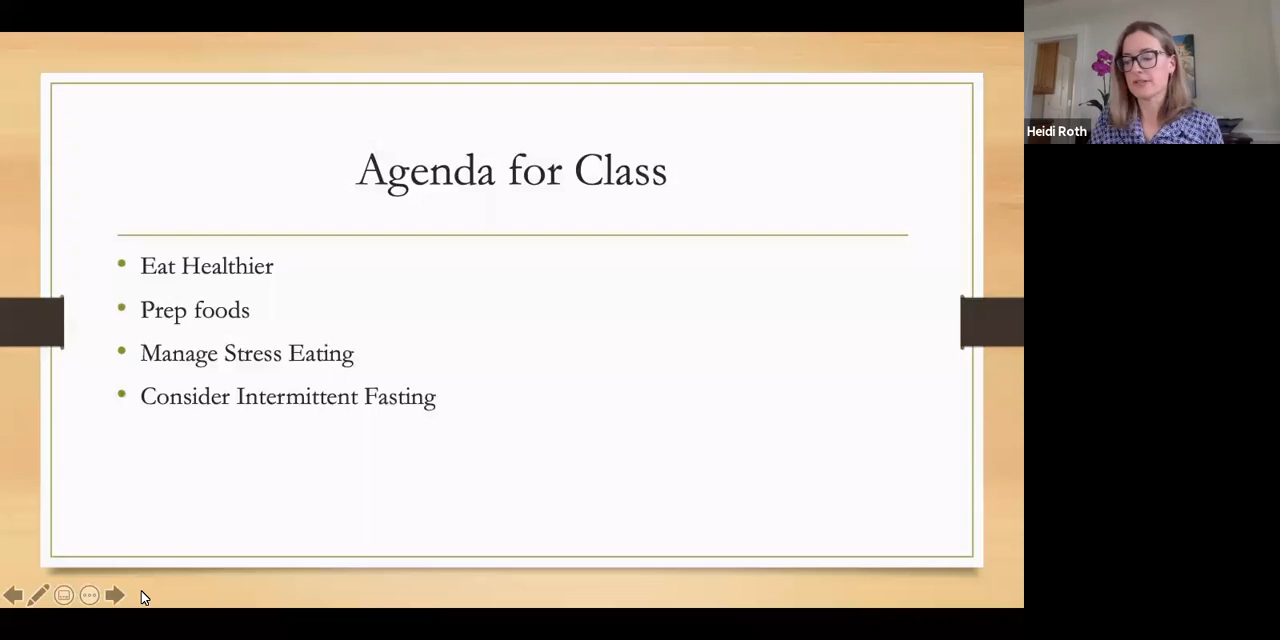 Agenda for Class
Eat Healthier
Prep foods
Manage Stress Eating
Consider Intermittent Fasting
Heidi Roth